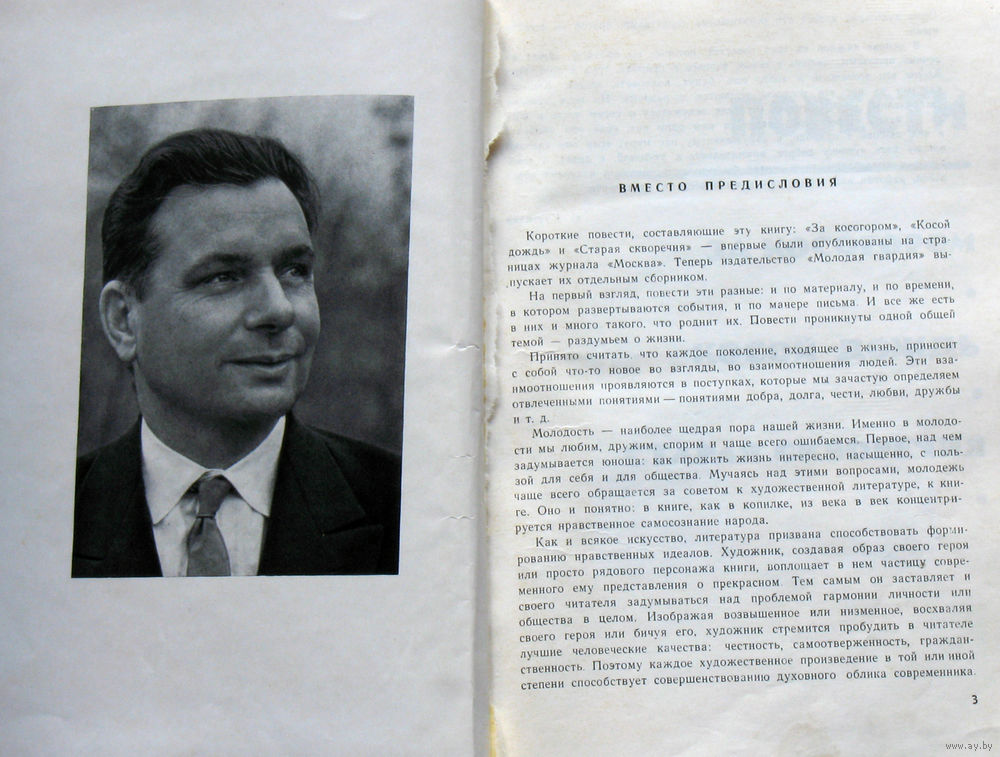 ПОВЕСТИ
ВМЕСТО ПРЕДИСЛОВИЯ
Короткие повести, составляющие эту книгу: «За косогором», «Косой
дождь» и «Старая скворечня» — впервые были опубликованы на стра-
ницах журнала «Москва». Теперь издательство «Молодая гвардия» вы-
пускает их отдельным сборником.
На первый взгляд, повести эти разные: и по материалу, и по времени,
в котором развертываются события, и по манере письма. И все же есть
в них и много такого, что роднит их. Повести проникнуты одной общей
темой — раздумьем о жизни.
Принято считать, что каждое поколение, входящее в жизнь, приносит
с собой что-то новое во взгляды, во взаимоотношения людей. Эти вза-
имоотношения проявляются в поступках, которые мы зачастую определяем
отвлеченными понятиями — понятиями добра, долга, чести, любви, дружбы
и т. д.
Молодость — наиболее щедрая пора нашей жизни. Именно в молодо-
сти мы любим, дружим, спорим и чаще всего ошибаемся. Первое, над чем
задумывается юноша: как прожить жизнь интересно, насыщенно, с поль-
зой для себя и для общества. Мучаясь над этими вопросами, молодежь
чаще всего обращается за советом к художественной литературе, к кни-
ге. Оно и понятно: в книге, как в копилке, из века в век концентри-
руется нравственное самосознание народа.
Как и всякое искусство, литература призвана способствовать форми-
рованию нравственных идеалов. Художник, создавая образ своего героя
или просто рядового персонажа книги, воплощает в нем частицу совре-
менного ему представления о прекрасном. Тем самым он заставляет и
своего читателя задумываться над проблемой гармонии личности или
общества в целом. Изображая возвышенное или низменное, восхваляя
своего героя или бичуя его, художник стремится пробудить в читателе
лучшие человеческие качества: честность, самоотверженность, граждан-
ственность. Поэтому каждое художественное произведение в той или иной
степени способствует совершенствованию духовного облика современника.
3
www.ay.by